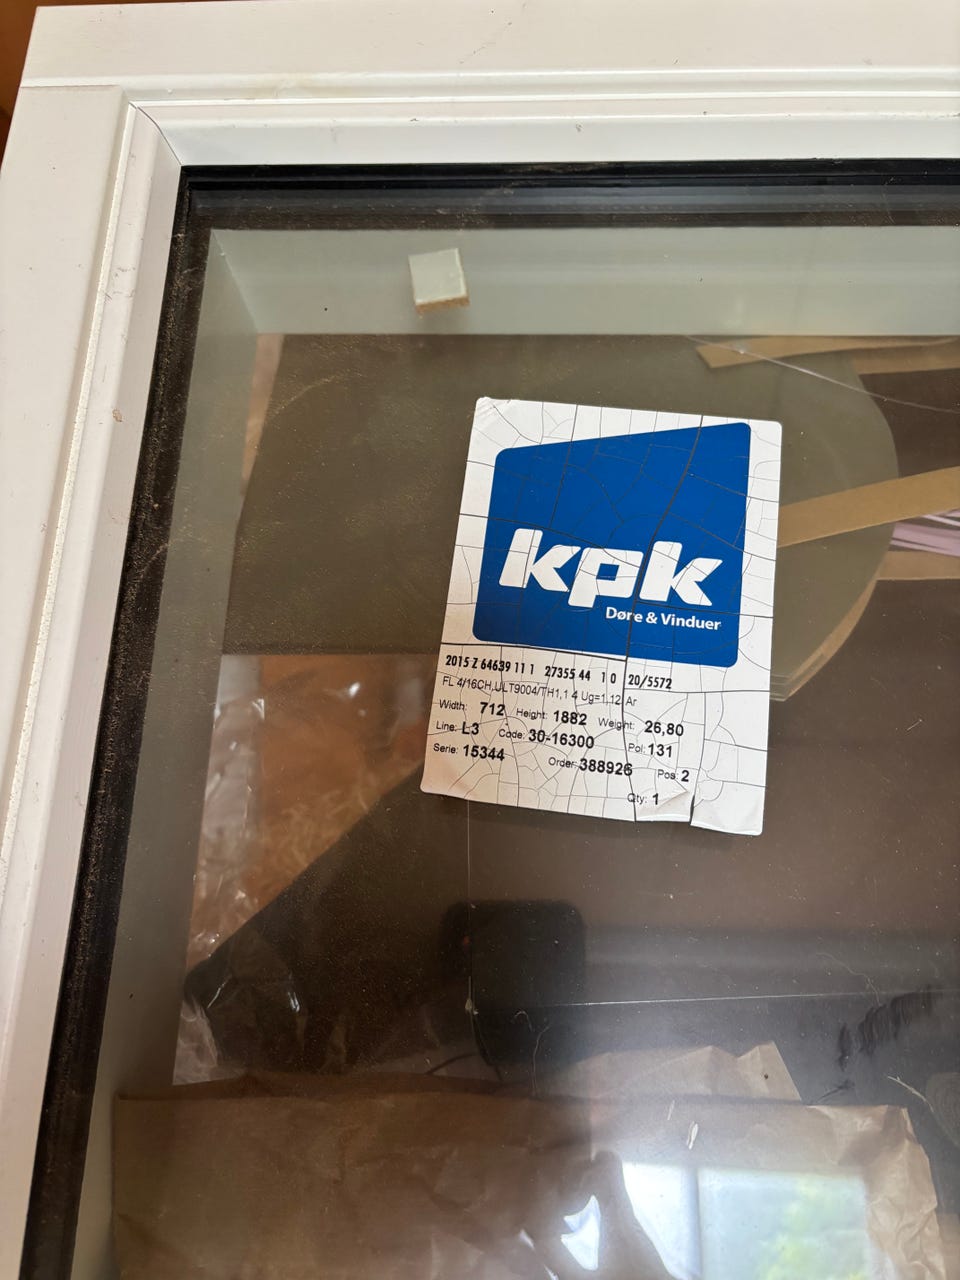 kpk
Døre & Vinduer
2015 Z 64639 11 1 27355 44 1 0 20/5572
FL 4/16CH,ULT9004/TH1,1 4 Ug=1,12 Ar
Width: 712 Height: 1882 Weight: 26,80
Line: L3 Code: 30-16300 Pol: 131
Serie: 15344 Order: 388926 Pos: 2
Qty: 1